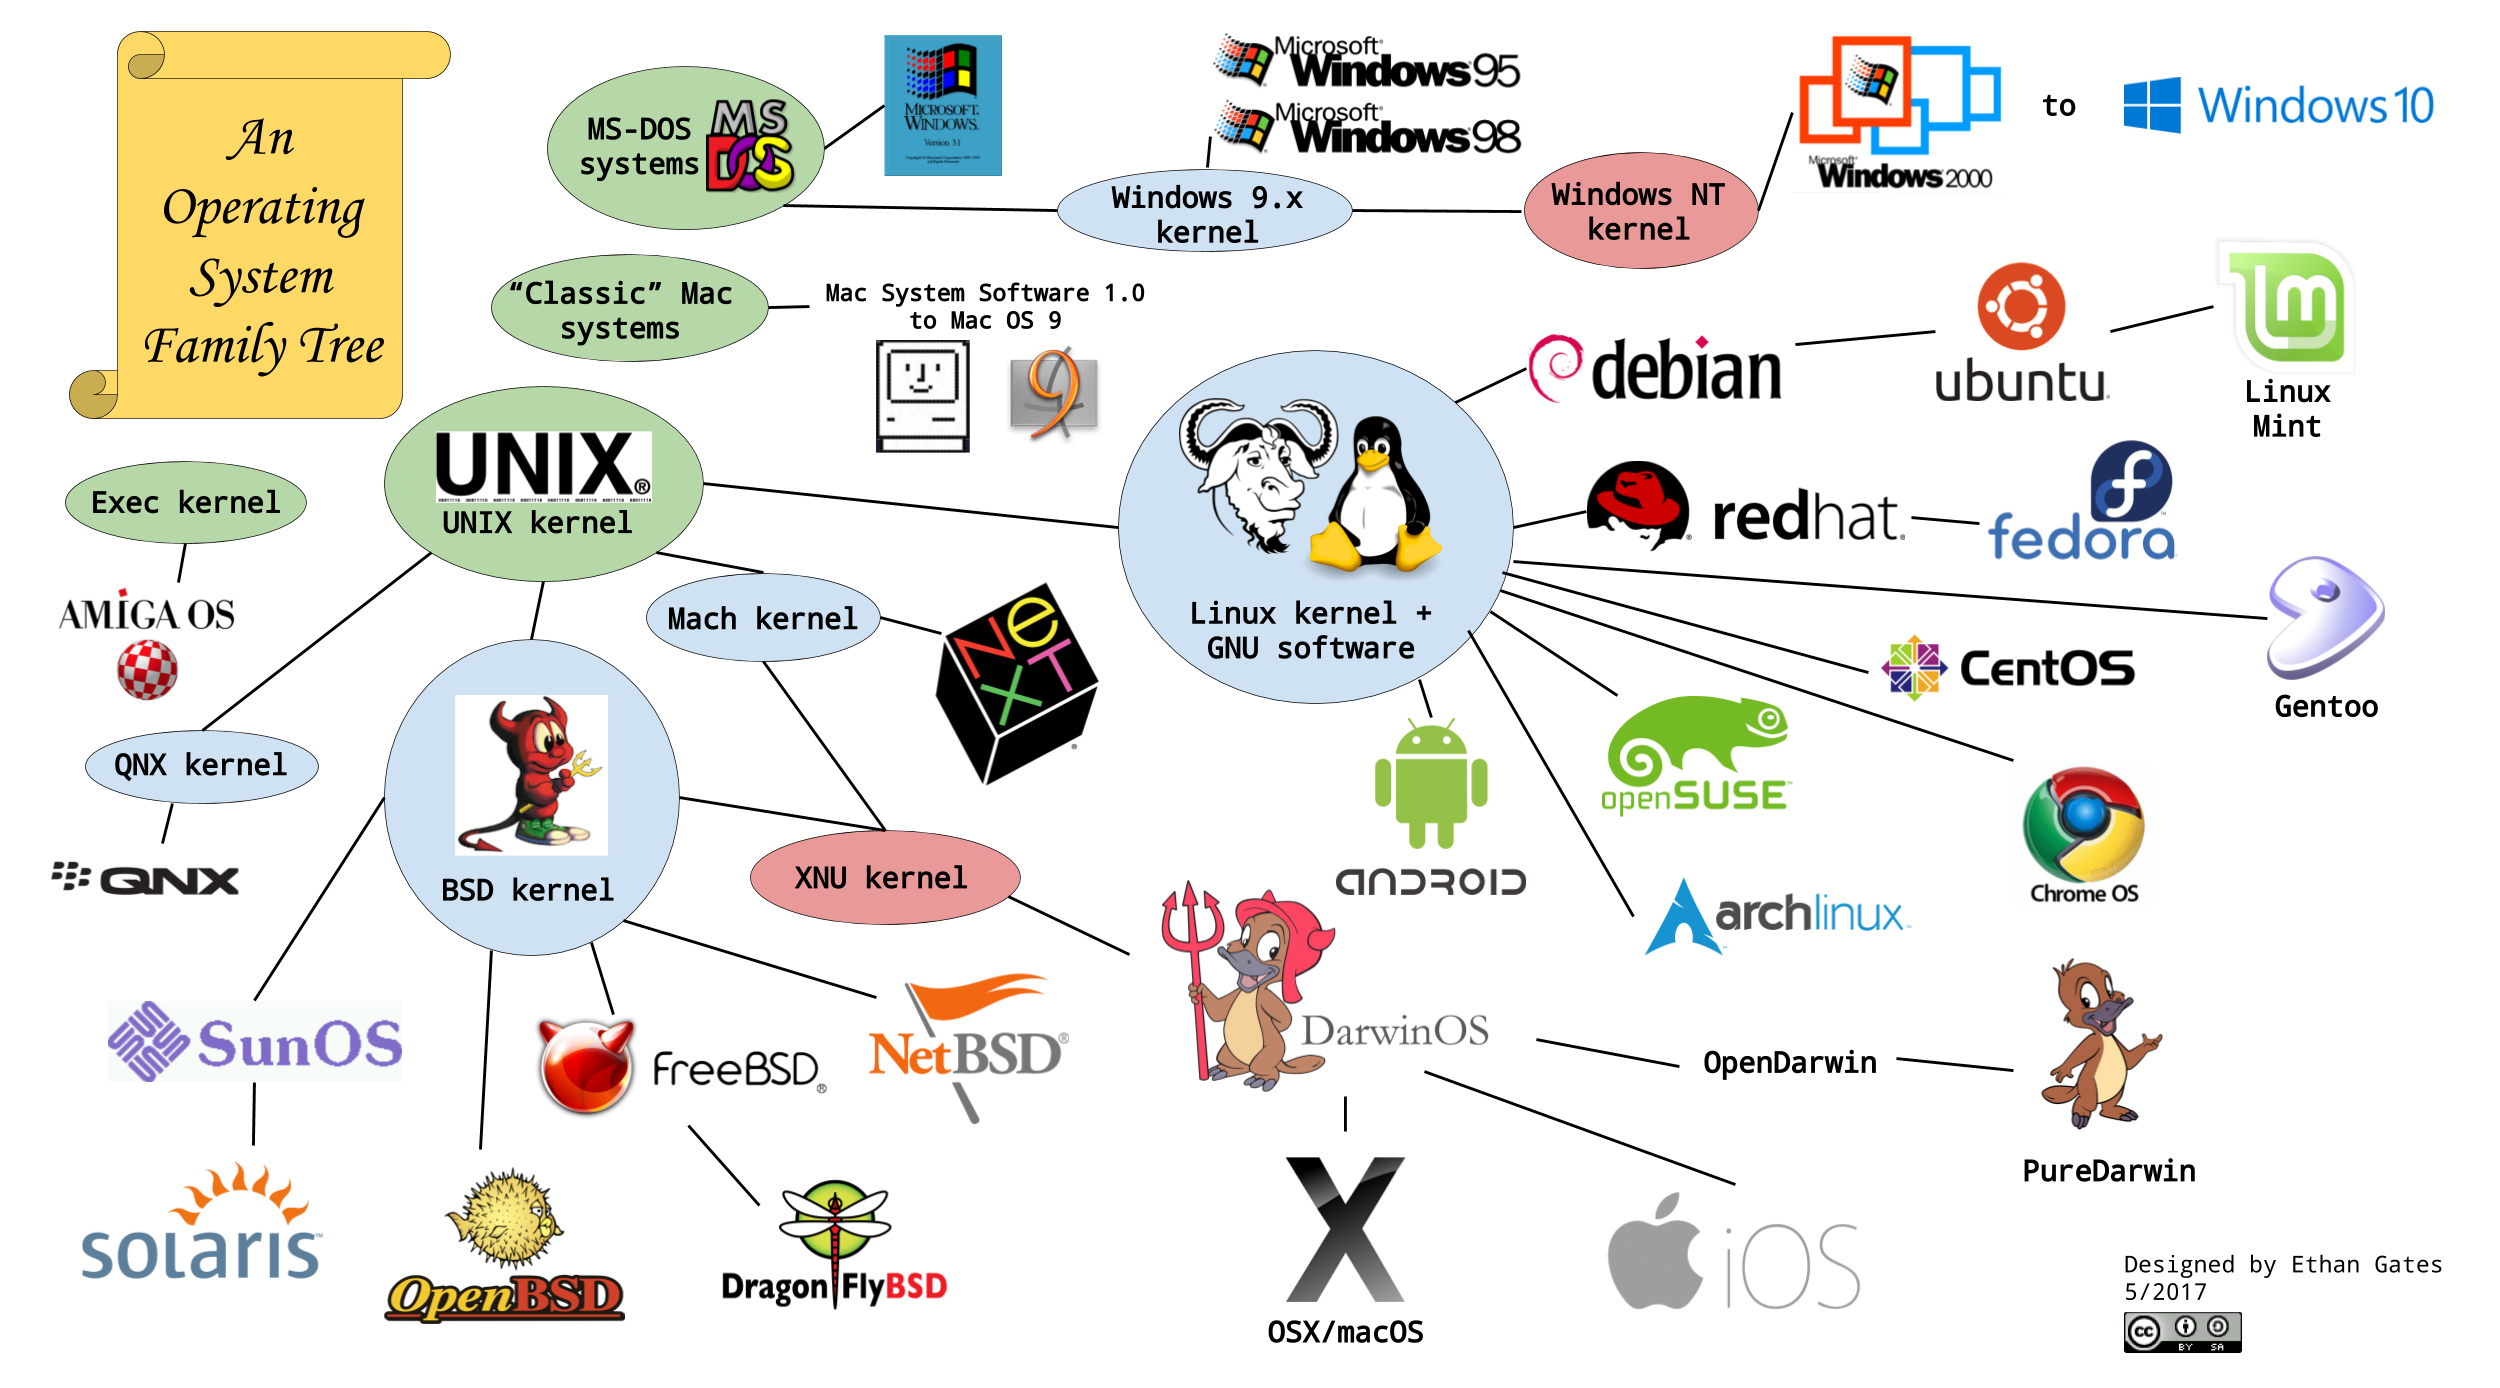 An
Operating
System
Family Tree
MS-DOS
systems
MS
DOS
MICROSOFT.
WINDOWS.
Version 3.1
Microsoft®
Windows 95
Microsoft®
Windows 98
Windows 9.x
kernel
Windows NT
kernel
Microsoft®
Windows 2000
to
Windows 10
“Classic” Mac
systems
Mac System Software 1.0
to Mac OS 9
9
UNIX®
UNIX kernel
Exec kernel
AMIGA OS
Mach kernel
NeXT
®
Linux kernel +
GNU software
debian
ubuntu®
Linux
Mint
redhat®
fedora
Gentoo
CentOS
openSUSE™
Chrome OS
archlinux™
ANDROID
QNX kernel
QNX
BSD kernel
XNU kernel
SunOS
solaris™
OpenBSD
FreeBSD®
NetBSD®
DragonFlyBSD
DarwinOS
OpenDarwin
PureDarwin
X
OSX/macOS
iOS
Designed by Ethan Gates
5/2017
cc
BY SA